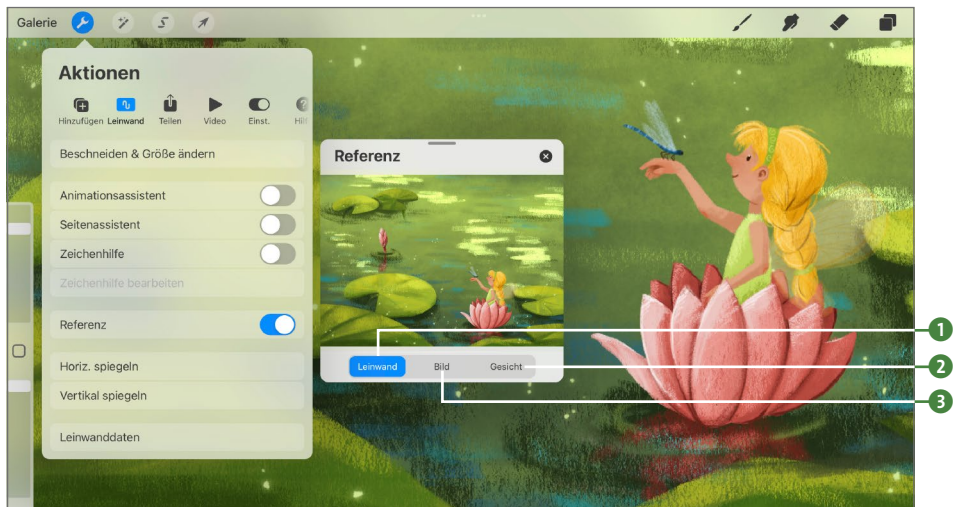 Galerie
Aktionen
Hinzufügen Leinwand Teilen Video Einst. Hil
Beschneiden & Größe ändern
Animationsassistent
Seitenassistent
Zeichenhilfe
Zeichenhilfe bearbeiten
Referenz
Horiz. spiegeln
Vertikal spiegeln
Leinwanddaten
Referenz
Leinwand Bild Gesicht
1
2
3